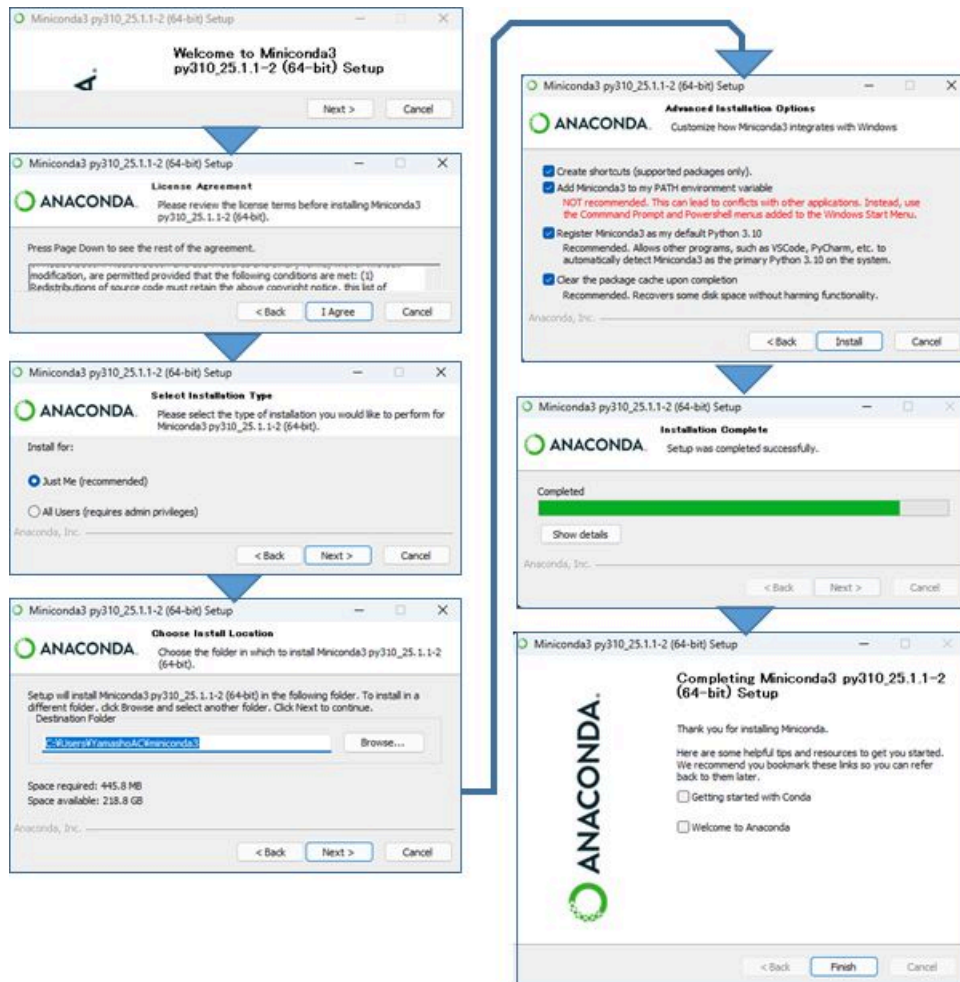 Miniconda3 py310_25.1.1-2 (64-bit) Setup
Welcome to Miniconda3
py310_25.1.1-2 (64-bit) Setup
Next >
Cancel
Miniconda3 py310_25.1.1-2 (64-bit) Setup
ANACONDA.
License Agreement
Please review the license terms before installing Miniconda3
py310_25.1.1-2 (64-bit).
Press Page Down to see the rest of the agreement.
modification, are permitted provided that the following conditions are met: (1)
Redistributions of source code must retain the above copyright notice, this list of
< Back
I Agree
Cancel
Miniconda3 py310_25.1.1-2 (64-bit) Setup
ANACONDA.
Select Installation Type
Please select the type of installation you would like to perform for
Miniconda3 py310_25.1.1-2 (64-bit).
Install for:
Just Me (recommended)
All Users (requires admin privileges)
Anaconda, Inc.
< Back
Next >
Cancel
Miniconda3 py310_25.1.1-2 (64-bit) Setup
ANACONDA.
Choose Install Location
Choose the folder in which to install Miniconda3 py310_25.1.1-2
(64-bit).
Setup will install Miniconda3 py310_25.1.1-2 (64-bit) in the following folder. To install in a
different folder, click Browse and select another folder. Click Next to continue.
Destination Folder
C:¥Users¥YamashoAC¥miniconda3
Browse...
Space required: 445.8 MB
Space available: 218.8 GB
Anaconda, Inc.
< Back
Next >
Cancel
Miniconda3 py310_25.1.1-2 (64-bit) Setup
ANACONDA.
Advanced Installation Options
Customize how Miniconda3 integrates with Windows
Create shortcuts (supported packages only).
Add Miniconda3 to my PATH environment variable
NOT recommended. This can lead to conflicts with other applications. Instead, use
the Commmand Prompt and Powershell menus added to the Windows Start Menu.
Register Miniconda3 as my default Python 3.10
Recommended. Allows other programs, such as VSCode, PyCharm, etc. to
automatically detect Miniconda3 as the primary Python 3.10 on the system.
Clear the package cache upon completion
Recommended. Recovers some disk space without harming functionality.
Anaconda, Inc.
< Back
Install
Cancel
Miniconda3 py310_25.1.1-2 (64-bit) Setup
ANACONDA.
Installation Complete
Setup was completed successfully.
Completed
Show details
Anaconda, Inc.
< Back
Next >
Cancel
Miniconda3 py310_25.1.1-2 (64-bit) Setup
ANACONDA.
Completing Miniconda3 py310_25.1.1-2
(64-bit) Setup
Thank you for installing Miniconda.
Here are some helpful tips and resources to get you started.
We recommend you bookmark these links so you can refer
back to them later.
Getting started with Conda
Welcome to Anaconda
< Back
Finish
Cancel